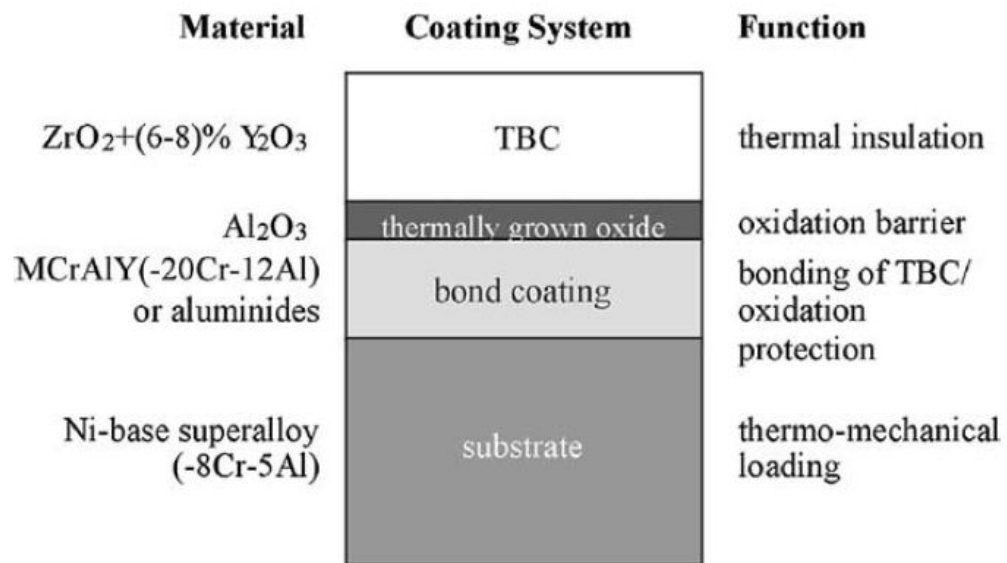 Material Coating System Function
ZrO₂+(6-8)% Y₂O₃ TBC thermal insulation
Al₂O₃ thermally grown oxide oxidation barrier
MCrAlY(-20Cr-12Al) bond coating bonding of TBC/
or aluminides oxidation
protection
Ni-base superalloy substrate thermo-mechanical
(-8Cr-5Al) loading